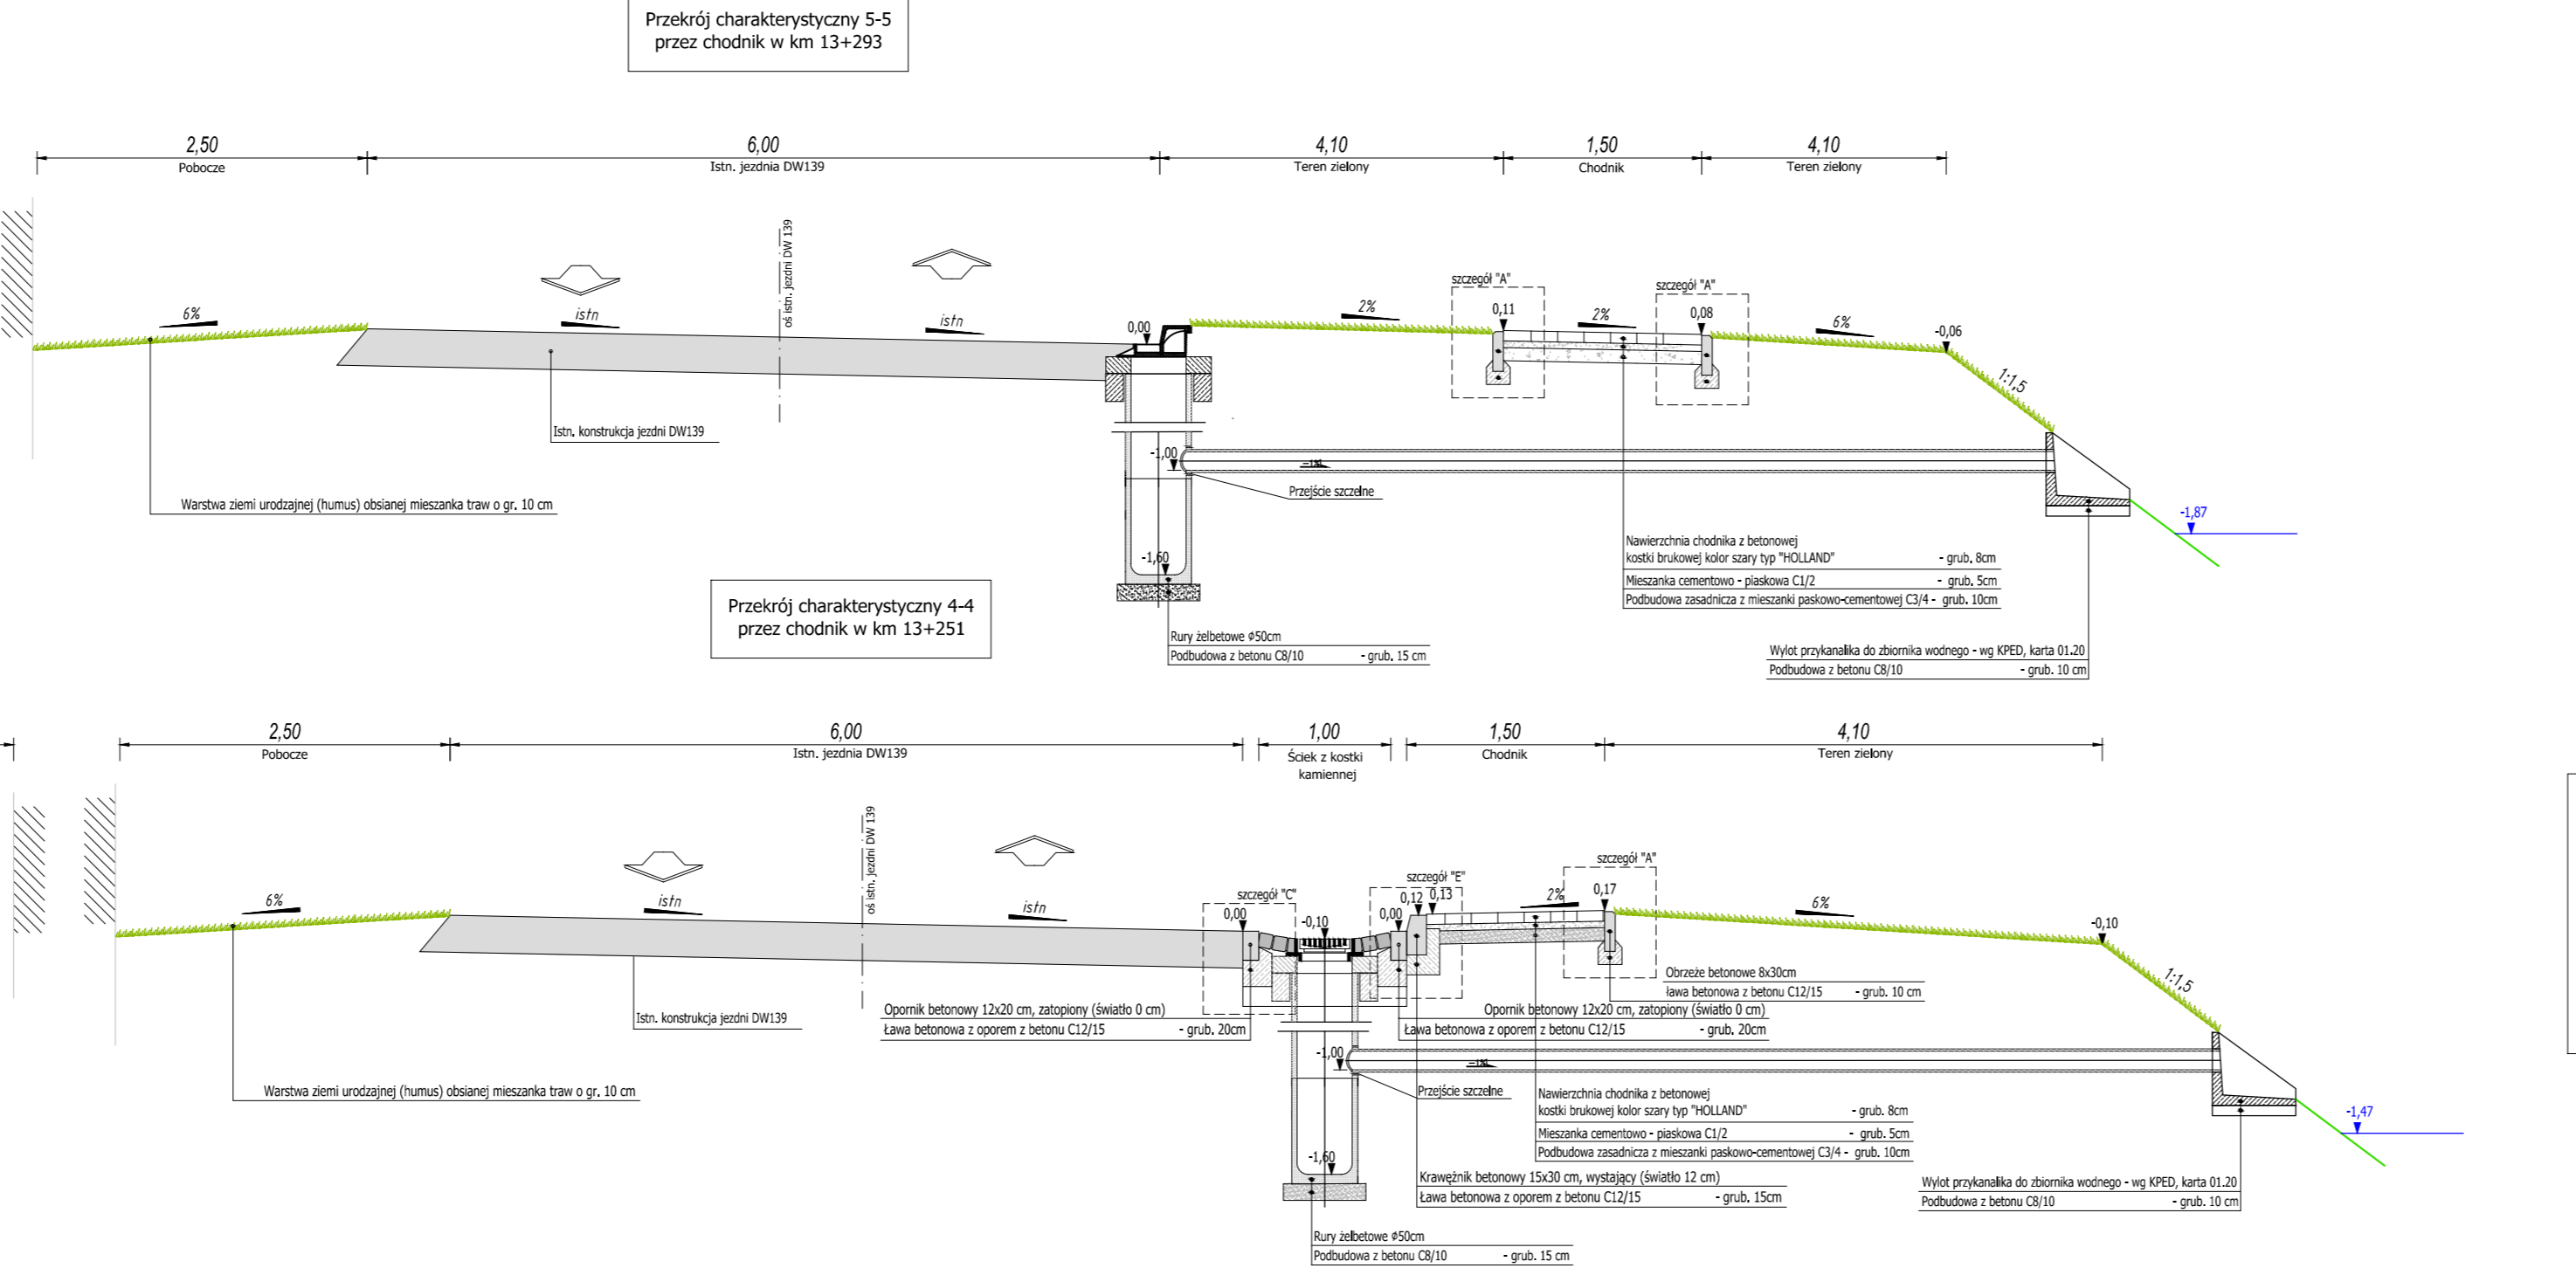 Przekrój charakterystyczny 5-5
przez chodnik w km 13+293
2,50
6,00
4,10
1,50
4,10
Pobocze
Istn. jezdnia DW139
Teren zielony
Chodnik
Teren zielony
oś istn. jezdni DW 139
6%
istn
istn
0,00
2%
szczegół "A"
0,11
2%
szczegół "A"
0,08
6%
-0,06
1:1,5
Istn. konstrukcja jezdni DW139
-1,00
Przejście szczelne
Warstwa ziemi urodzajnej (humus) obsianej mieszanka traw o gr. 10 cm
-1,87
-1,60
Nawierzchnia chodnika z betonowej
kostki brukowej kolor szary typ "HOLLAND" - grub. 8cm
Mieszanka cementowo - piaskowa C1/2 - grub. 5cm
Podbudowa zasadnicza z mieszanki paskowo-cementowej C3/4 - grub. 10cm
Rury żelbetowe ϕ50cm
Podbudowa z betonu C8/10 - grub. 15 cm
Wylot przykanalika do zbiornika wodnego - wg KPED, karta 01.20
Podbudowa z betonu C8/10 - grub. 10 cm
Przekrój charakterystyczny 4-4
przez chodnik w km 13+251
2,50
6,00
1,00
1,50
4,10
Pobocze
Istn. jezdnia DW139
Ściek z kostki
kamiennej
Chodnik
Teren zielony
oś istn. jezdni DW 139
6%
istn
istn
szczegół "C"
0,00
-0,10
0,00
szczegół "E"
0,12
0,13
2%
szczegół "A"
0,17
6%
-0,10
1:1,5
Obrzeże betonowe 8x30cm
ława betonowa z betonu C12/15 - grub. 10 cm
Istn. konstrukcja jezdni DW139
Opornik betonowy 12x20 cm, zatopiony (światło 0 cm)
Ława betonowa z oporem z betonu C12/15 - grub. 20cm
Opornik betonowy 12x20 cm, zatopiony (światło 0 cm)
Ława betonowa z oporem z betonu C12/15 - grub. 20cm
-1,00
Przejście szczelne
Warstwa ziemi urodzajnej (humus) obsianej mieszanka traw o gr. 10 cm
Nawierzchnia chodnika z betonowej
kostki brukowej kolor szary typ "HOLLAND" - grub. 8cm
Mieszanka cementowo - piaskowa C1/2 - grub. 5cm
Podbudowa zasadnicza z mieszanki paskowo-cementowej C3/4 - grub. 10cm
-1,47
-1,60
Krawężnik betonowy 15x30 cm, wystający (światło 12 cm)
Ława betonowa z oporem z betonu C12/15 - grub. 15cm
Wylot przykanalika do zbiornika wodnego - wg KPED, karta 01.20
Podbudowa z betonu C8/10 - grub. 10 cm
Rury żelbetowe ϕ50cm
Podbudowa z betonu C8/10 - grub. 15 cm